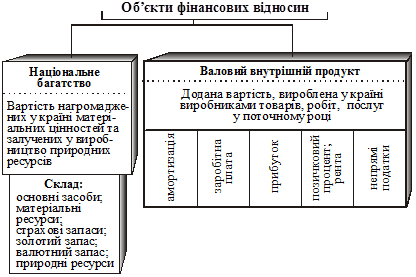 Об'єкти фінансових відносин
Національне
багатство
Вартість нагромадже-
них у країні матері-
альних цінностей та
залучених у вироб-
ництво природних
ресурсів
Склад:
основні засоби;
матеріальні
ресурси;
страхові запаси;
золотий запас;
валютний запас;
природні ресурси
Валовий внутрішній продукт
Додана вартість, вироблена у країні
виробниками товарів, робіт, послуг
у поточному році
амортизація
заробітна
плата
прибуток
позичковий
процент;
рента
непрямі
податки